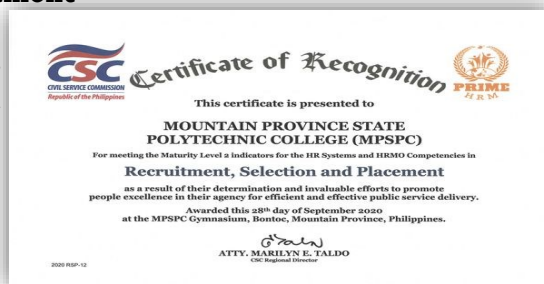 CSC
CIVIL SERVICE COMMISSION
Republic of the Philippines
Certificate of Recognition
PRIME
HRM
This certificate is presented to
MOUNTAIN PROVINCE STATE
POLYTECHNIC COLLEGE (MPSPC)
For meeting the Maturity Level 2 indicators for the HR Systems and HRMO Competencies in
Recruitment, Selection and Placement
as a result of their determination and invaluable efforts to promote
people excellence in their agency for efficient and effective public service delivery.
Awarded this 28th day of September 2020
at the MPSPC Gymnasium, Bontoc, Mountain Province, Philippines.
ATTY. MARILYN E. TALDO
CSC Regional Director
2020 RSP-12